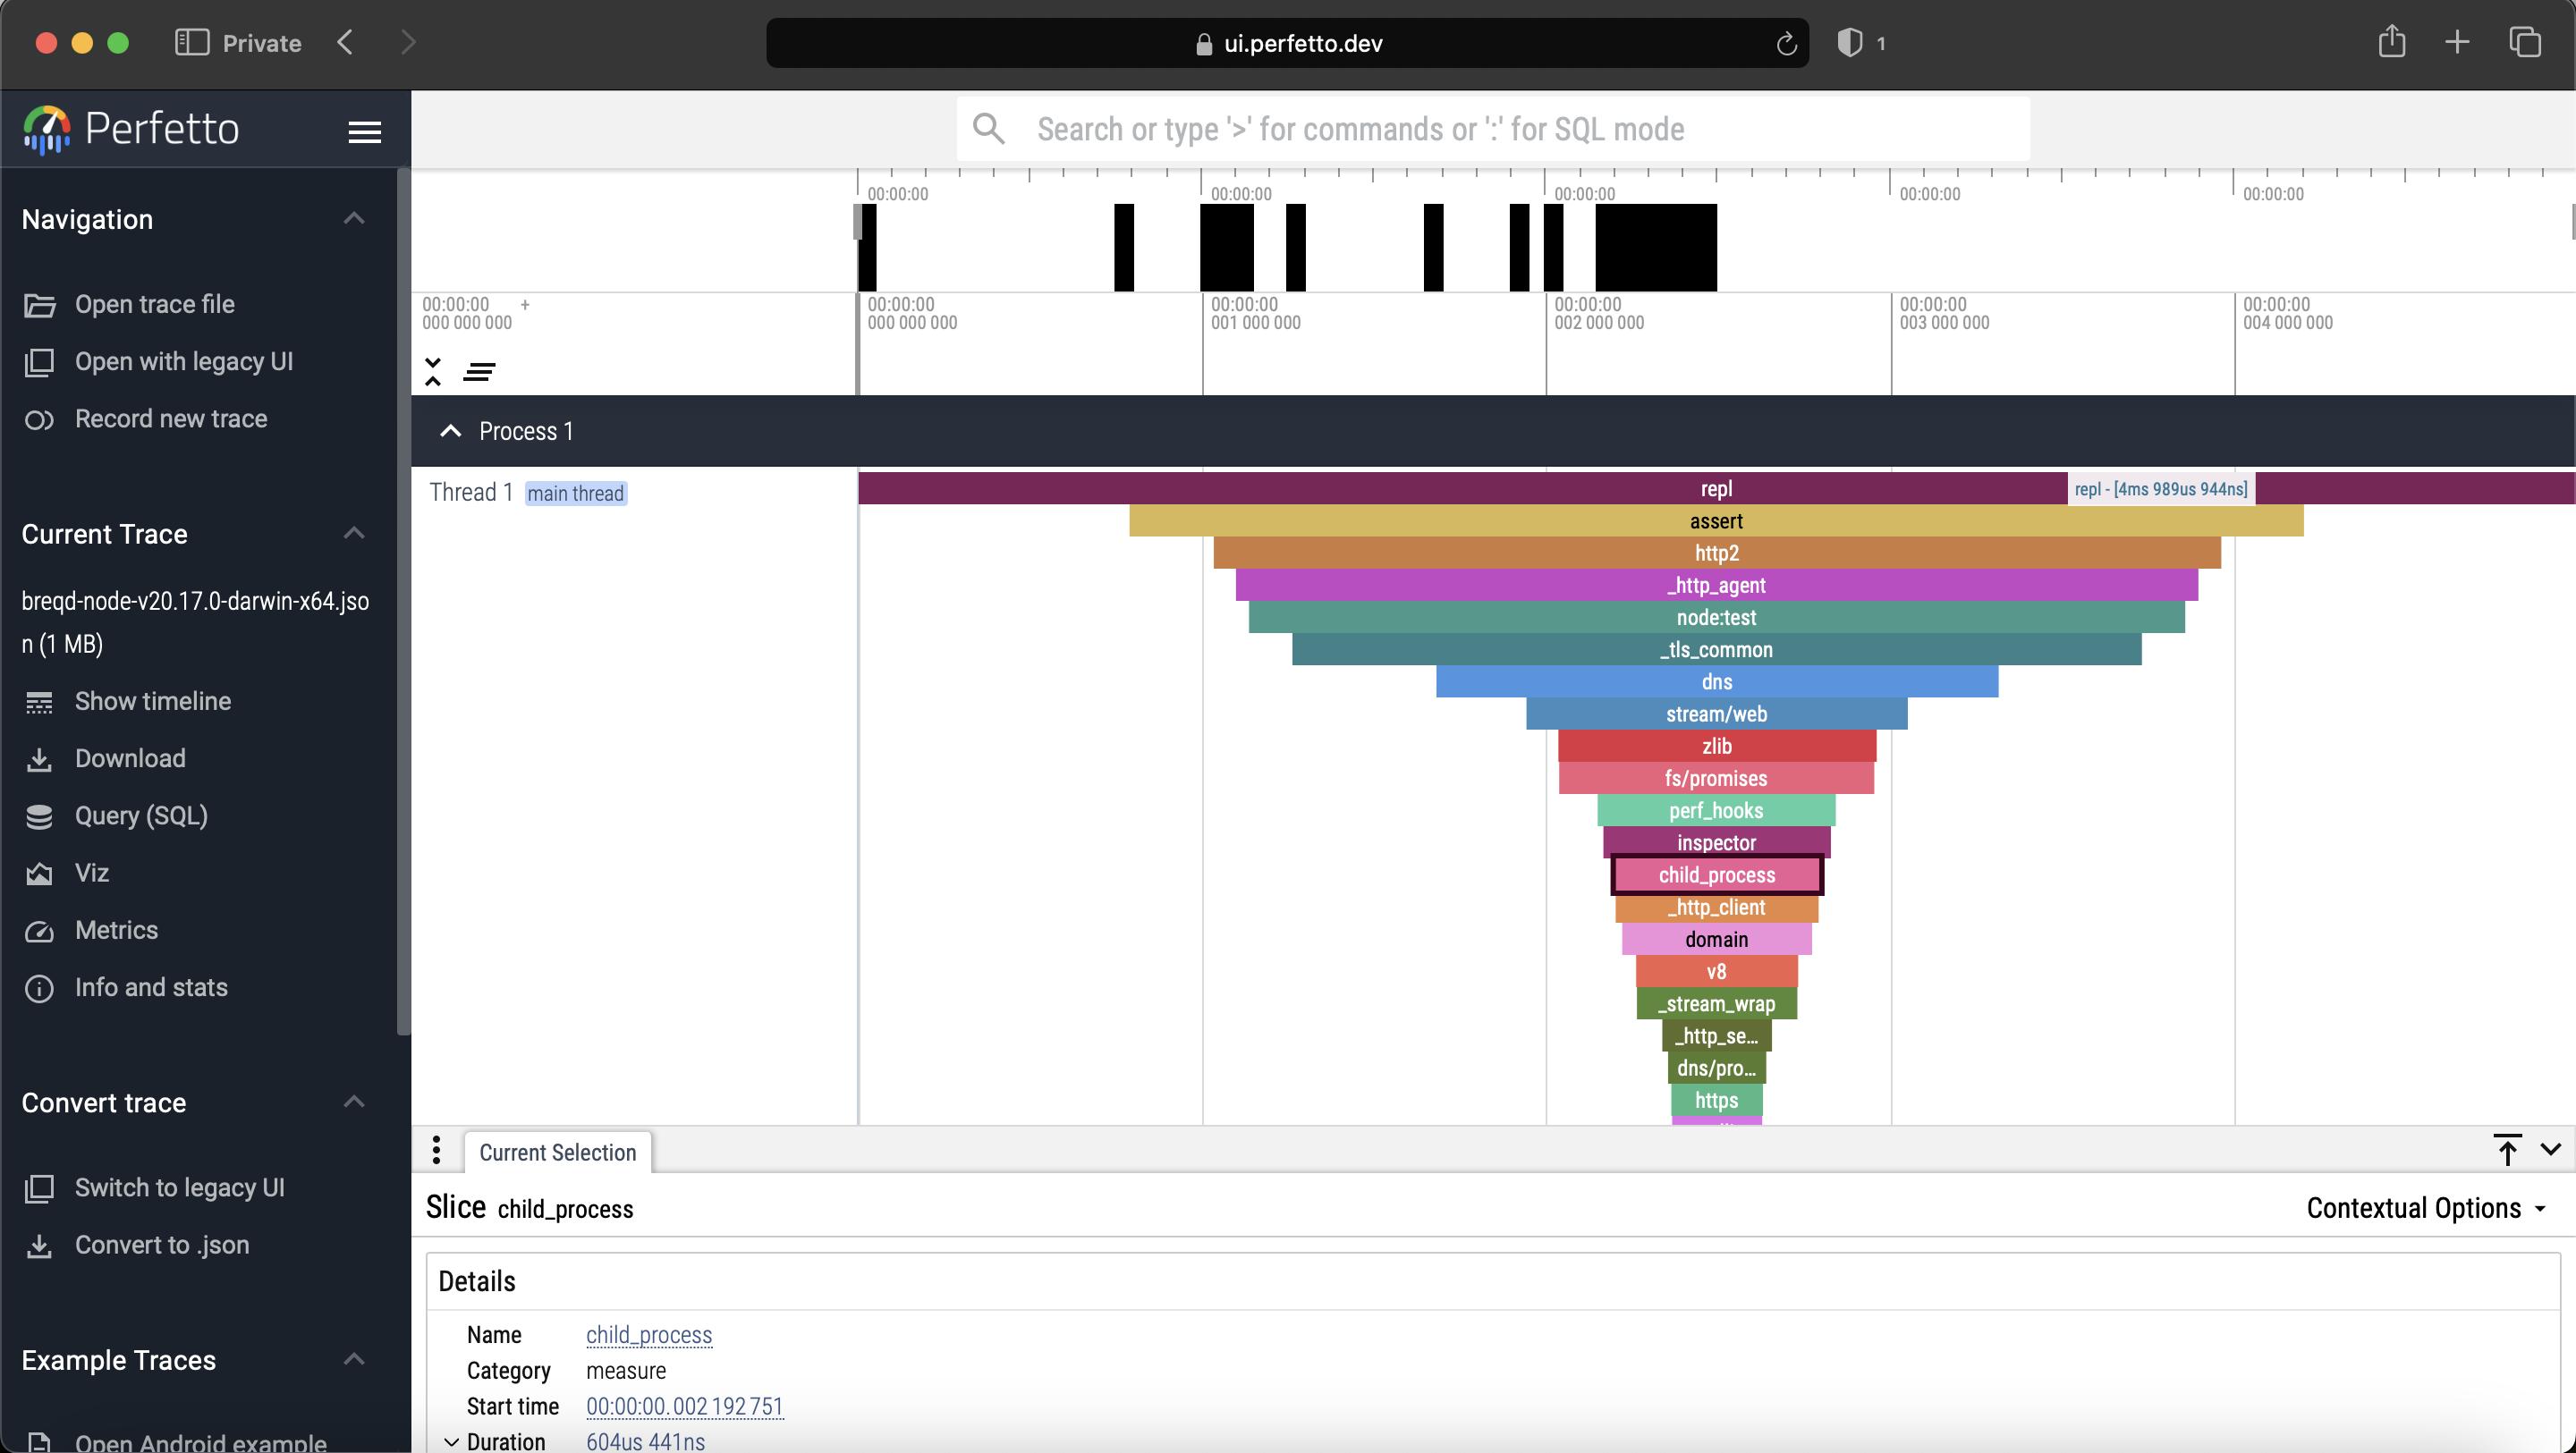 Private
ui.perfetto.dev
1
Perfetto
Search or type '>' for commands or ':' for SQL mode
Navigation
Open trace file
Open with legacy UI
Record new trace
Current Trace
breqd-node-v20.17.0-darwin-x64.jso
n (1 MB)
Show timeline
Download
Query (SQL)
Viz
Metrics
Info and stats
Convert trace
Switch to legacy UI
Convert to .json
Example Traces
Open Android example
00:00:00
00:00:00
00:00:00
00:00:00
00:00:00
00:00:00 +
000 000 000
00:00:00
000 000 000
00:00:00
001 000 000
00:00:00
002 000 000
00:00:00
003 000 000
00:00:00
004 000 000
Process 1
Thread 1 main thread
repl
repl - [4ms 989us 944ns]
assert
http2
_http_agent
node:test
_tls_common
dns
stream/web
zlib
fs/promises
perf_hooks
inspector
child_process
_http_client
domain
v8
_stream_wrap
_http_se...
dns/pro...
https
Current Selection
Slice child_process
Contextual Options
Details
Name child_process
Category measure
Start time 00:00:00.002 192 751
Duration 604us 441ns